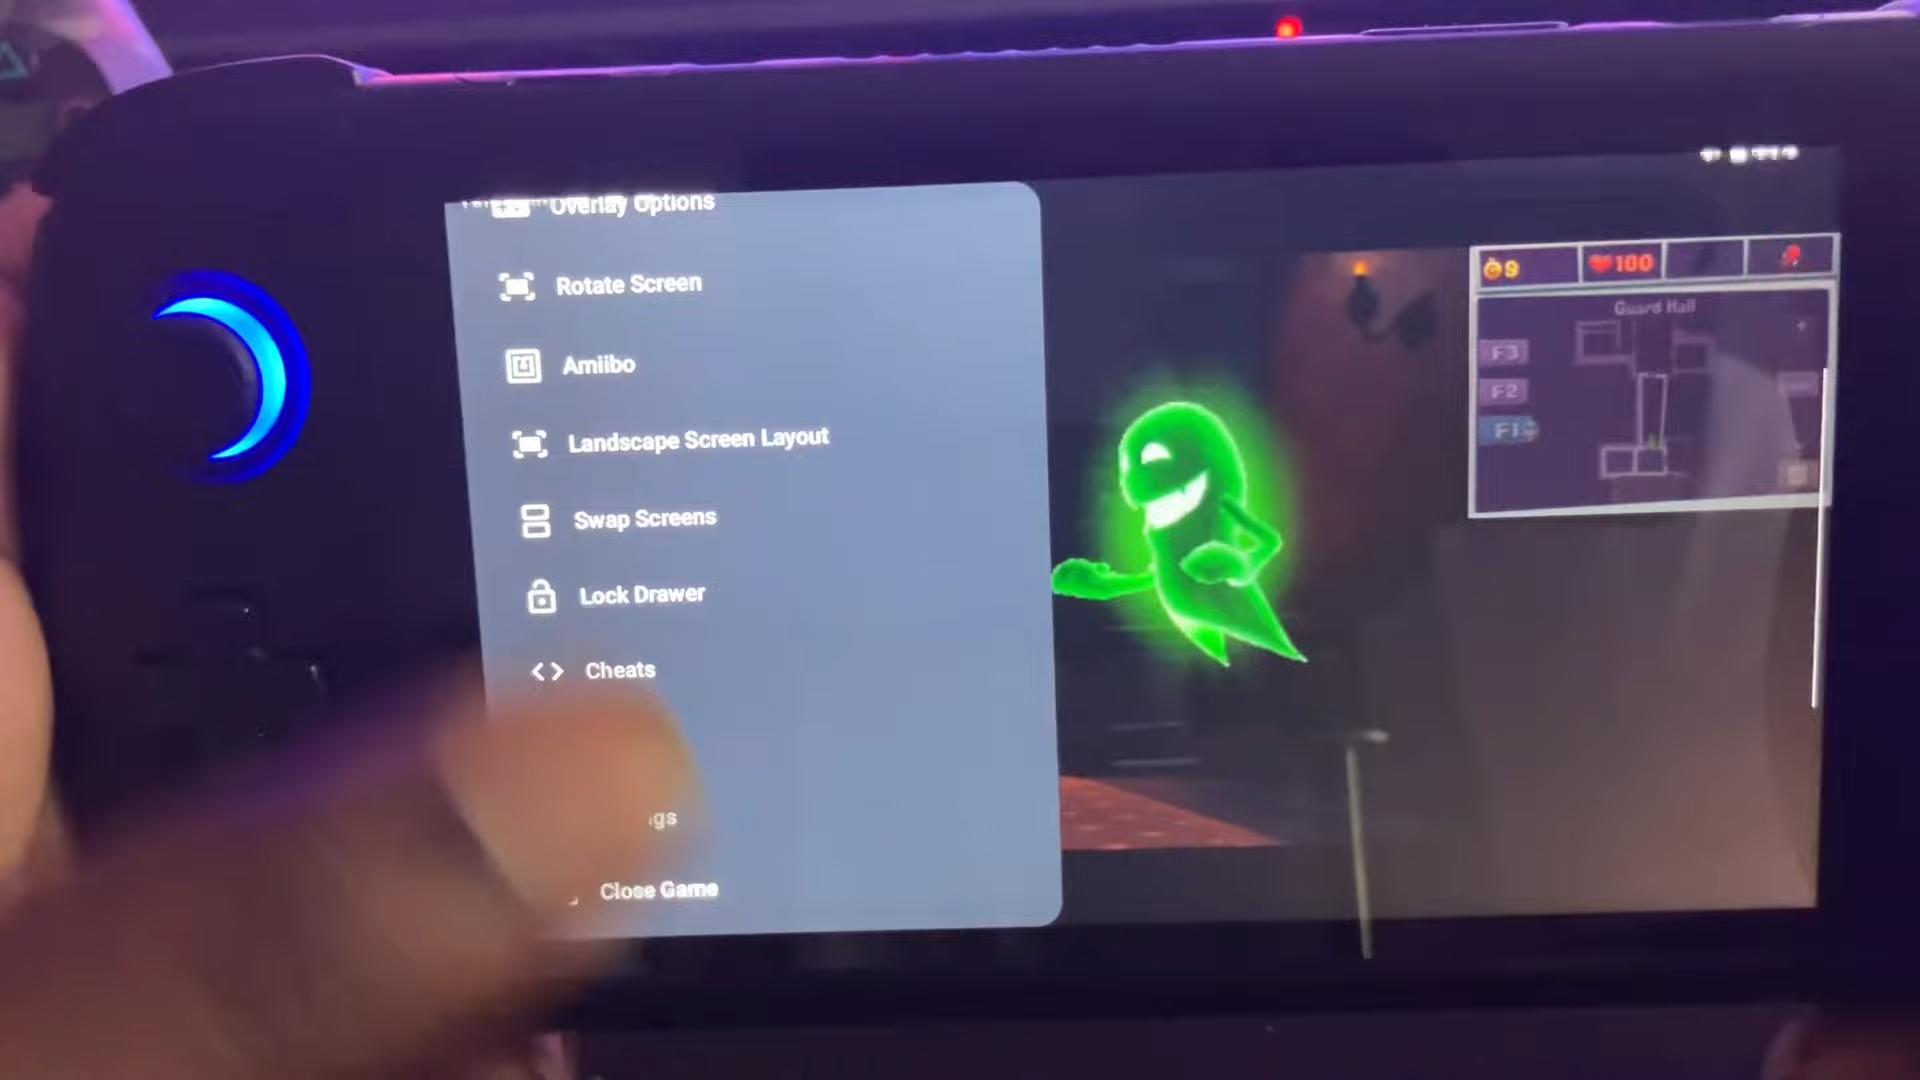 Overlay Options
Rotate Screen
Amiibo
Landscape Screen Layout
Swap Screens
Lock Drawer
Cheats
Close Game
9
100
Guard Hall
F3
F2
F1